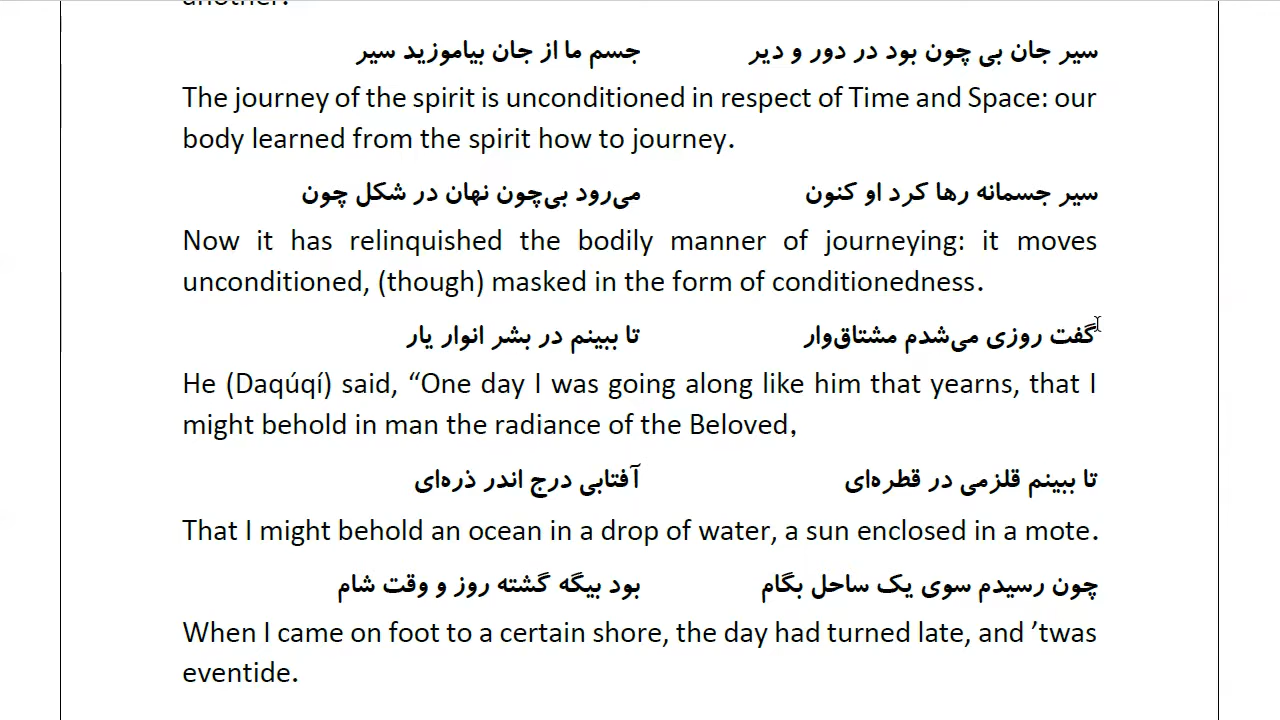 another.
سیر جان بی چون بود در دور و دیر جسم ما از جان بیاموزید سیر
The journey of the spirit is unconditioned in respect of Time and Space: our
body learned from the spirit how to journey.
سیر جسمانه رها کرد او کنون می‌رود بی‌چون نهان در شکل چون
Now it has relinquished the bodily manner of journeying: it moves
unconditioned, (though) masked in the form of conditionedness.
گفت روزی می‌شدم مشتاق‌وار تا ببینم در بشر انوار یار
He (Daqúqí) said, “One day I was going along like him that yearns, that I
might behold in man the radiance of the Beloved,
تا ببینم قلزمی در قطره‌ای آفتابی درج اندر ذره‌ای
That I might behold an ocean in a drop of water, a sun enclosed in a mote.
چون رسیدم سوی یک ساحل بگام بود بیگه گشته روز و وقت شام
When I came on foot to a certain shore, the day had turned late, and ’twas
eventide.